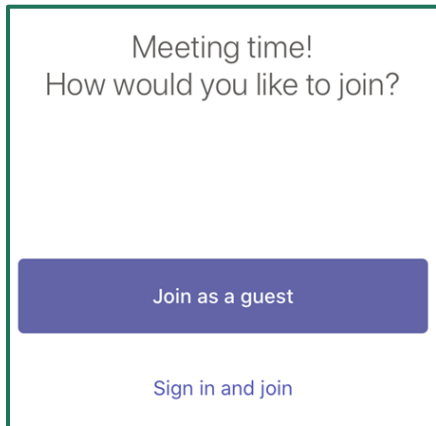 Meeting time!
How would you like to join?
Join as a guest
Sign in and join